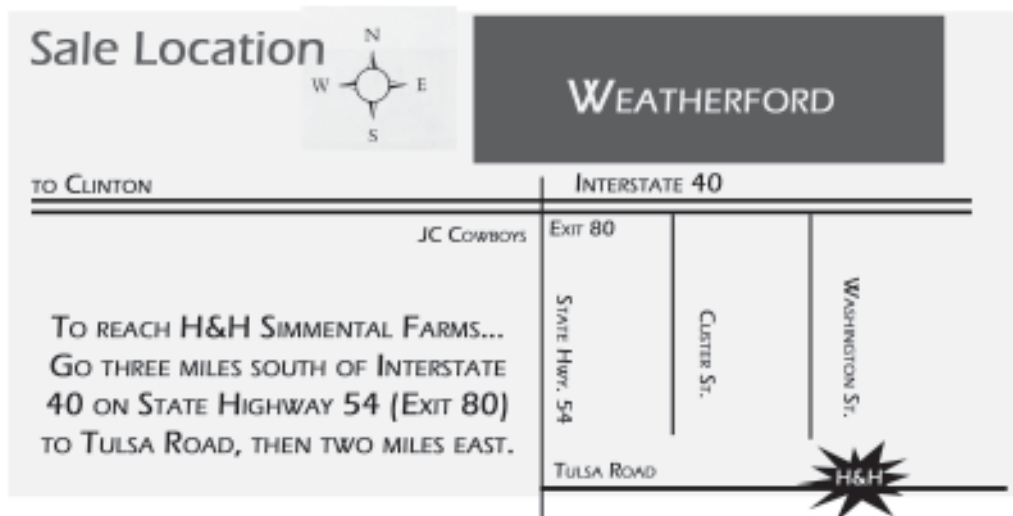 Sale Location
N
W E
S
WEATHERFORD
TO CLINTON
INTERSTATE 40
JC COWBOYS
EXIT 80
STATE HWY. 54
CUSTER ST.
WASHINGTON ST.
TO REACH H&H SIMMENTAL FARMS...
GO THREE MILES SOUTH OF INTERSTATE
40 ON STATE HIGHWAY 54 (EXIT 80)
TO TULSA ROAD, THEN TWO MILES EAST.
TULSA ROAD
H&H